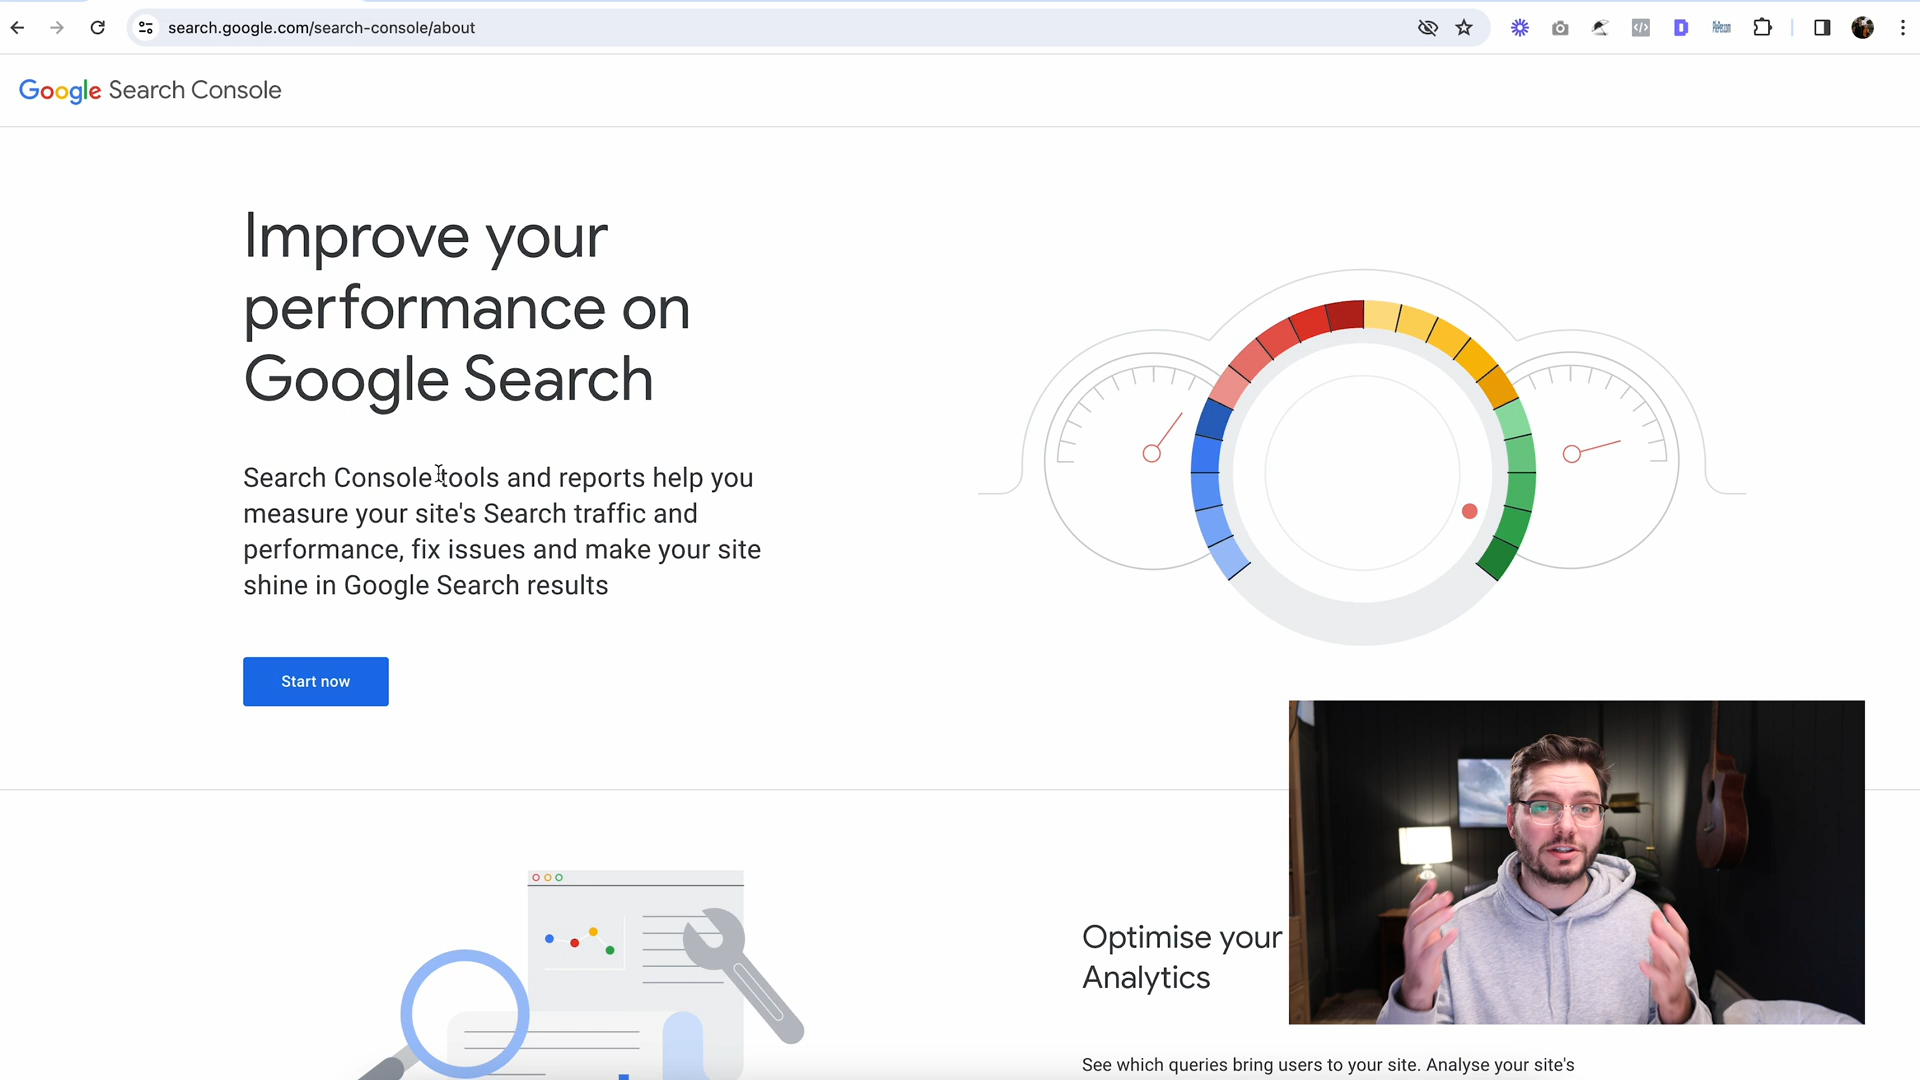 search.google.com/search-console/about
Google Search Console
Improve your
performance on
Google Search
Search Console tools and reports help you
measure your site's Search traffic and
performance, fix issues and make your site
shine in Google Search results
Start now
Optimise your
Analytics
See which queries bring users to your site. Analyse your site's